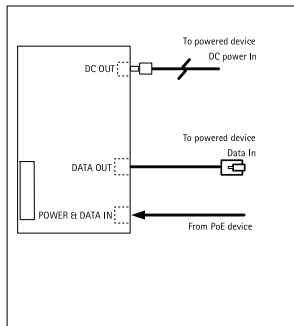 To powered device
DC power In
DC OUT
To powered device
Data In
DATA OUT
POWER & DATA IN
From PoE device